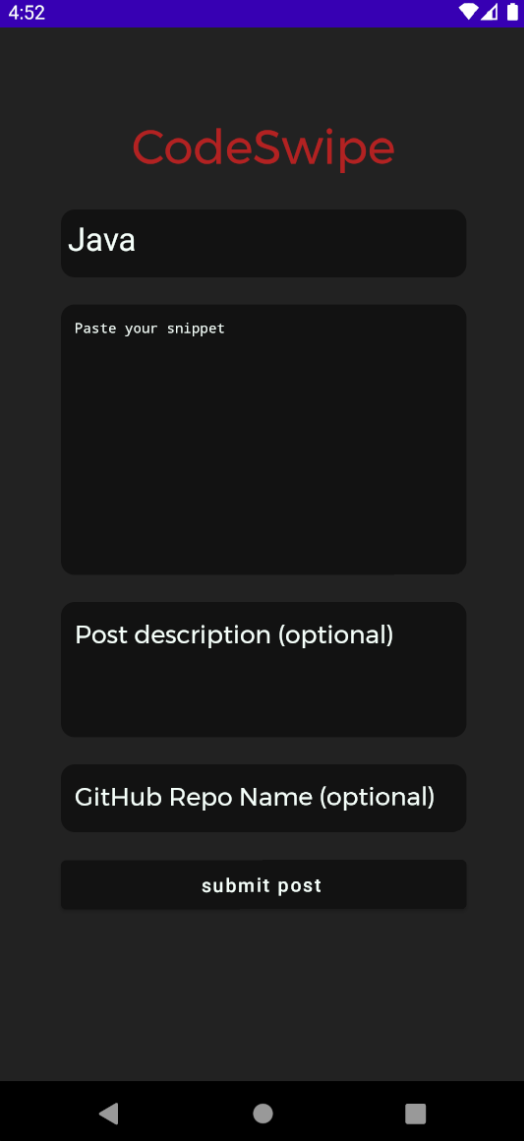 4:52
CodeSwipe
Java
Paste your snippet
Post description (optional)
GitHub Repo Name (optional)
submit post